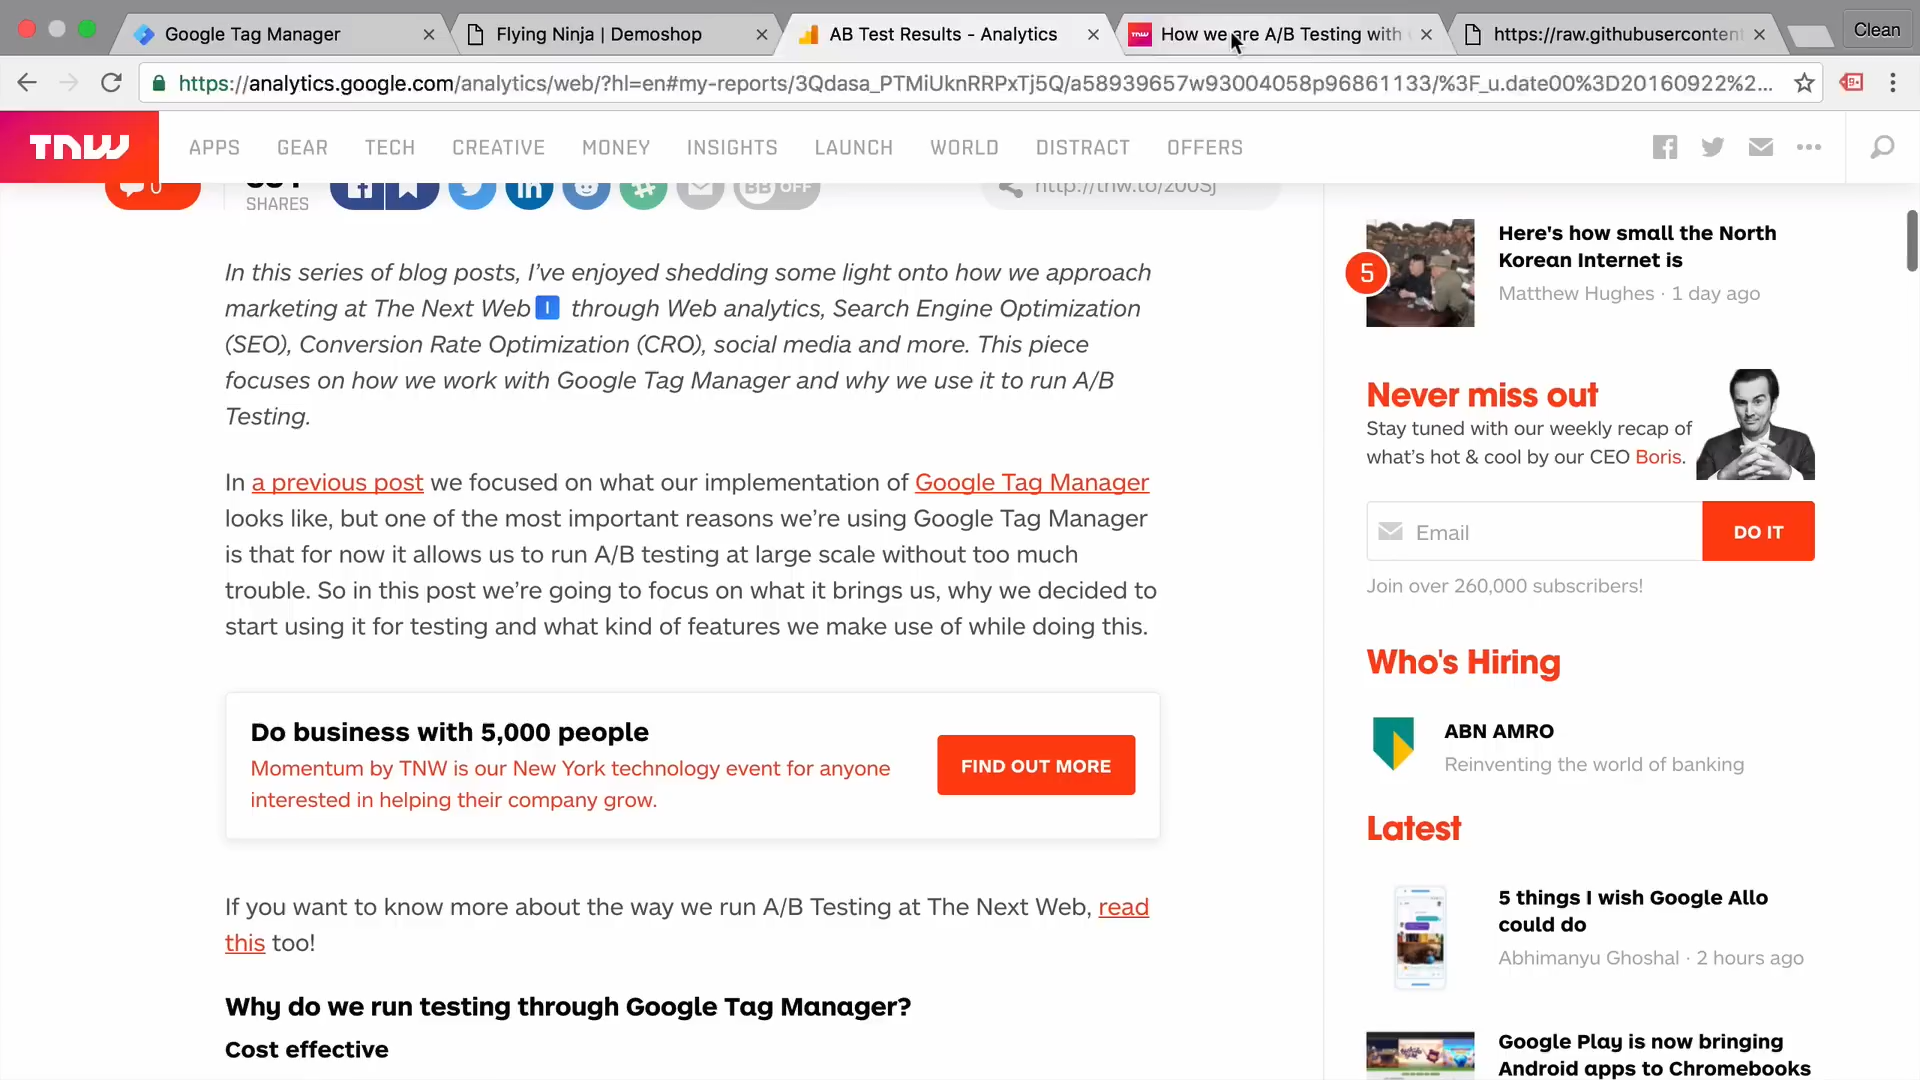 Google Tag Manager
Flying Ninja | Demoshop
AB Test Results - Analytics
How we are A/B Testing with
https://raw.githubusercontent
Clean
https://analytics.google.com/analytics/web/?hl=en#my-reports/3Qdasa_PTMiUknRRPxTj5Q/a58939657w93004058p96861133/%3F_u.date00%3D20160922%2...
TNW
APPS GEAR TECH CREATIVE MONEY INSIGHTS LAUNCH WORLD DISTRACT OFFERS
0
SHARES
BB OFF
In this series of blog posts, I’ve enjoyed shedding some light onto how we approach
marketing at The Next Web through Web analytics, Search Engine Optimization
(SEO), Conversion Rate Optimization (CRO), social media and more. This piece
focuses on how we work with Google Tag Manager and why we use it to run A/B
Testing.
In a previous post we focused on what our implementation of Google Tag Manager
looks like, but one of the most important reasons we’re using Google Tag Manager
is that for now it allows us to run A/B testing at large scale without too much
trouble. So in this post we’re going to focus on what it brings us, why we decided to
start using it for testing and what kind of features we make use of while doing this.
Do business with 5,000 people
Momentum by TNW is our New York technology event for anyone
interested in helping their company grow.
FIND OUT MORE
If you want to know more about the way we run A/B Testing at The Next Web, read
this too!
Why do we run testing through Google Tag Manager?
Cost effective
5
Here's how small the North
Korean Internet is
Matthew Hughes · 1 day ago
Never miss out
Stay tuned with our weekly recap of
what’s hot & cool by our CEO Boris.
Email
DO IT
Join over 260,000 subscribers!
Who's Hiring
ABN AMRO
Reinventing the world of banking
Latest
5 things I wish Google Allo
could do
Abhimanyu Ghoshal · 2 hours ago
Google Play is now bringing
Android apps to Chromebooks